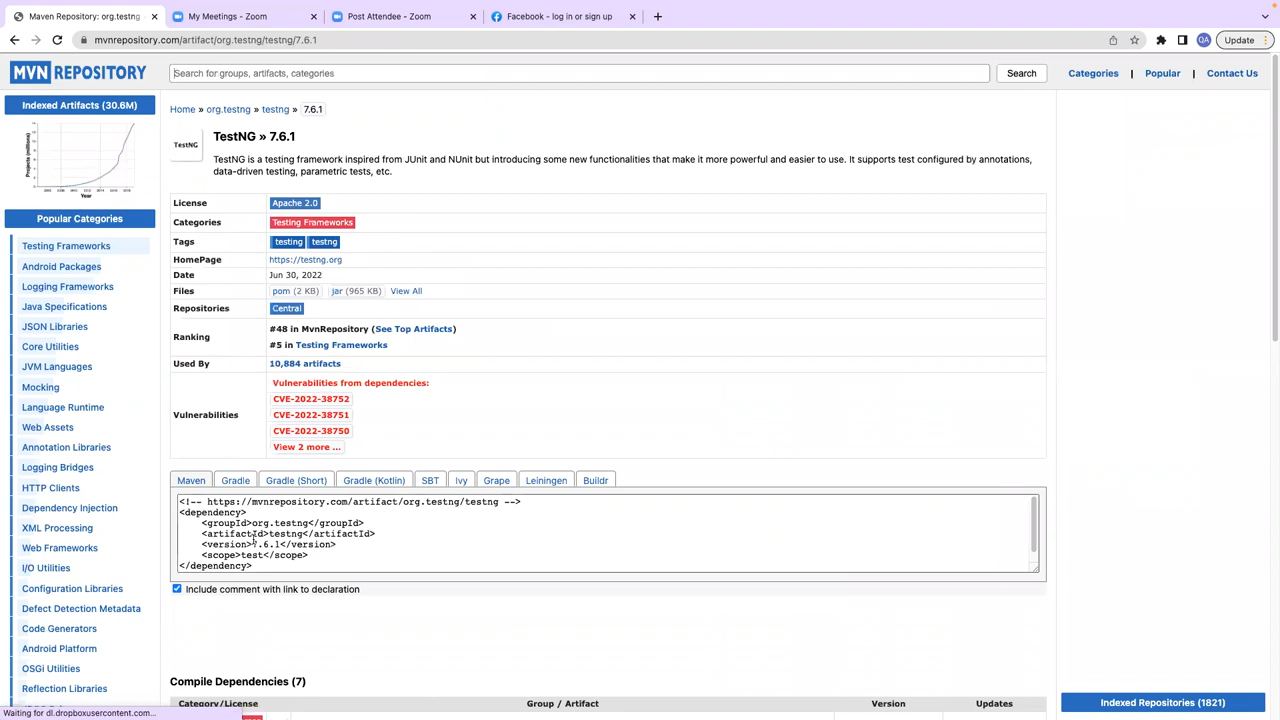 Maven Repository: org.testng
My Meetings - Zoom
Post Attendee - Zoom
Facebook - log in or sign up
mvnrepository.com/artifact/org.testng/testng/7.6.1
QA
Update
MVN REPOSITORY
Search for groups, artifacts, categories
Search
Categories | Popular | Contact Us
Indexed Artifacts (30.6M)
Projects (millions)
Year
Popular Categories
Testing Frameworks
Android Packages
Logging Frameworks
Java Specifications
JSON Libraries
Core Utilities
JVM Languages
Mocking
Language Runtime
Web Assets
Annotation Libraries
Logging Bridges
HTTP Clients
Dependency Injection
XML Processing
Web Frameworks
I/O Utilities
Configuration Libraries
Defect Detection Metadata
Code Generators
Android Platform
OSGi Utilities
Reflection Libraries
Home » org.testng » testng » 7.6.1
TestNG
TestNG » 7.6.1
TestNG is a testing framework inspired from JUnit and NUnit but introducing some new functionalities that make it more powerful and easier to use. It supports test configured by annotations,
data-driven testing, parametric tests, etc.
License Apache 2.0
Categories Testing Frameworks
Tags testing testng
HomePage https://testng.org
Date Jun 30, 2022
Files pom (2 KB) jar (965 KB) View All
Repositories Central
Ranking
#48 in MvnRepository (See Top Artifacts)
#5 in Testing Frameworks
Used By 10,884 artifacts
Vulnerabilities
Vulnerabilities from dependencies:
CVE-2022-38752
CVE-2022-38751
CVE-2022-38750
View 2 more ...
Maven Gradle Gradle (Short) Gradle (Kotlin) SBT Ivy Grape Leiningen Buildr
<!-- https://mvnrepository.com/artifact/org.testng/testng -->
<dependency>
<groupId>org.testng</groupId>
<artifactId>testng</artifactId>
<version>7.6.1</version>
<scope>test</scope>
</dependency>
Include comment with link to declaration
Compile Dependencies (7)
Category/License Group / Artifact Version Updates
Indexed Repositories (1821)
Waiting for dl.dropboxusercontent.com...